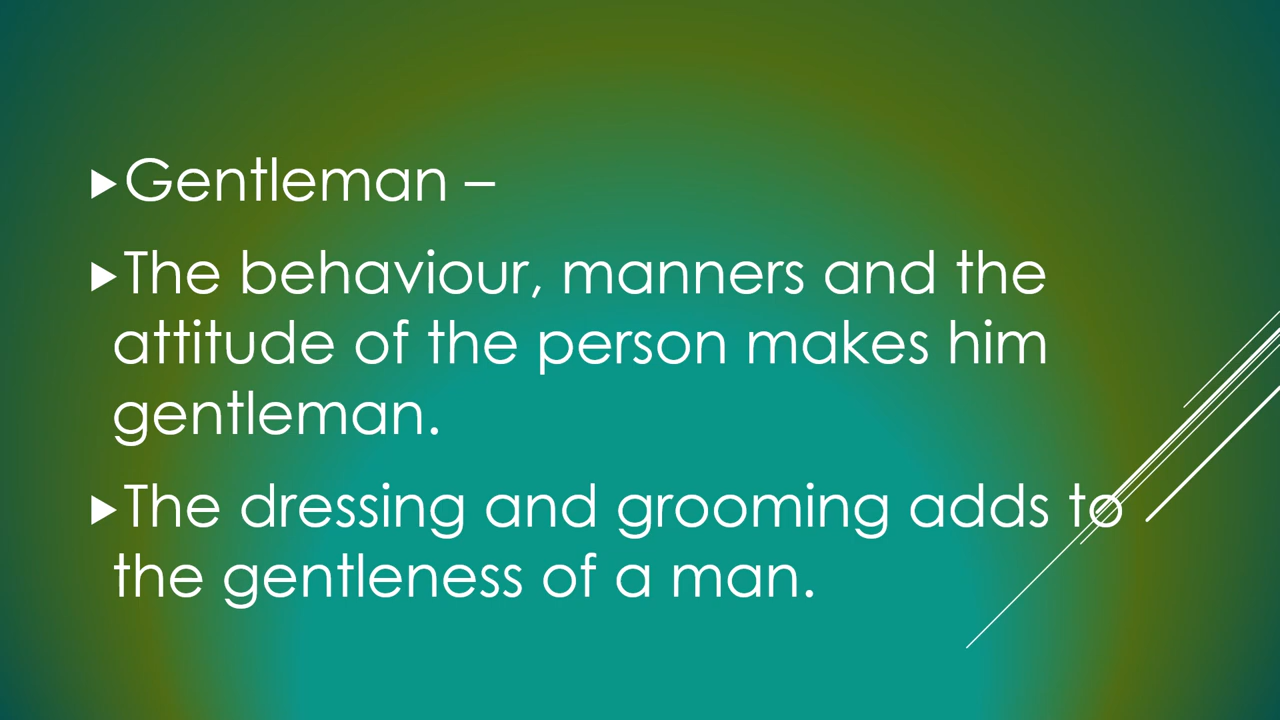 ▶Gentleman –
▶The behaviour, manners and the
attitude of the person makes him
gentleman.
▶The dressing and grooming adds to
the gentleness of a man.